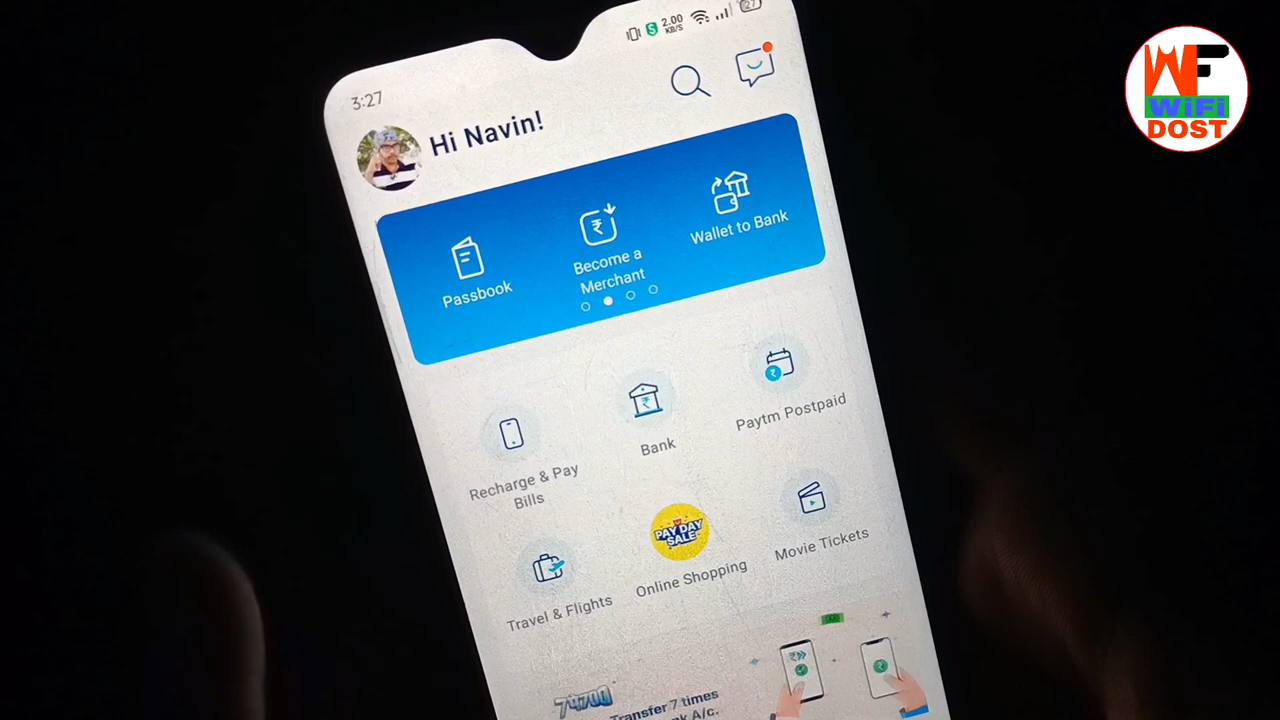 3:27
2.00
KB/S
27
Hi Navin!
Passbook
Become a
Merchant
Wallet to Bank
Recharge & Pay
Bills
Bank
Paytm Postpaid
Travel & Flights
PAY DAY
SALE
Online Shopping
Movie Tickets
Transfer 7 times
A/c.
WF
WiFi
DOST